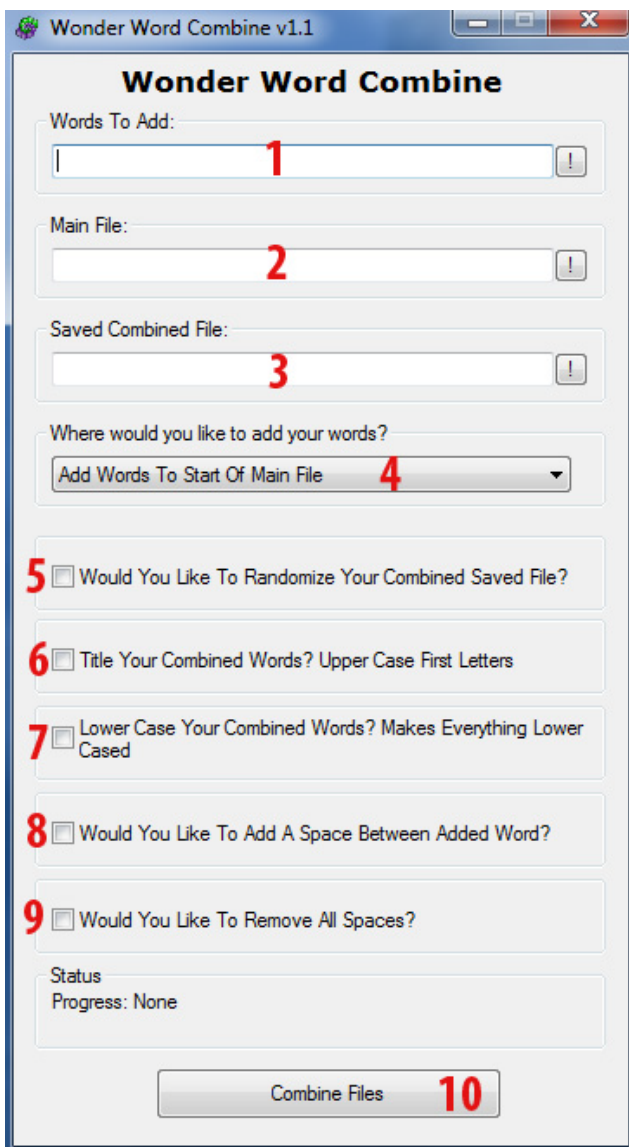 Wonder Word Combine v1.1
Wonder Word Combine
Words To Add:
1 !
Main File:
2 !
Saved Combined File:
3 !
Where would you like to add your words?
Add Words To Start Of Main File 4
5 Would You Like To Randomize Your Combined Saved File?
6 Title Your Combined Words? Upper Case First Letters
7 Lower Case Your Combined Words? Makes Everything Lower
Cased
8 Would You Like To Add A Space Between Added Word?
9 Would You Like To Remove All Spaces?
Status
Progress: None
Combine Files 10